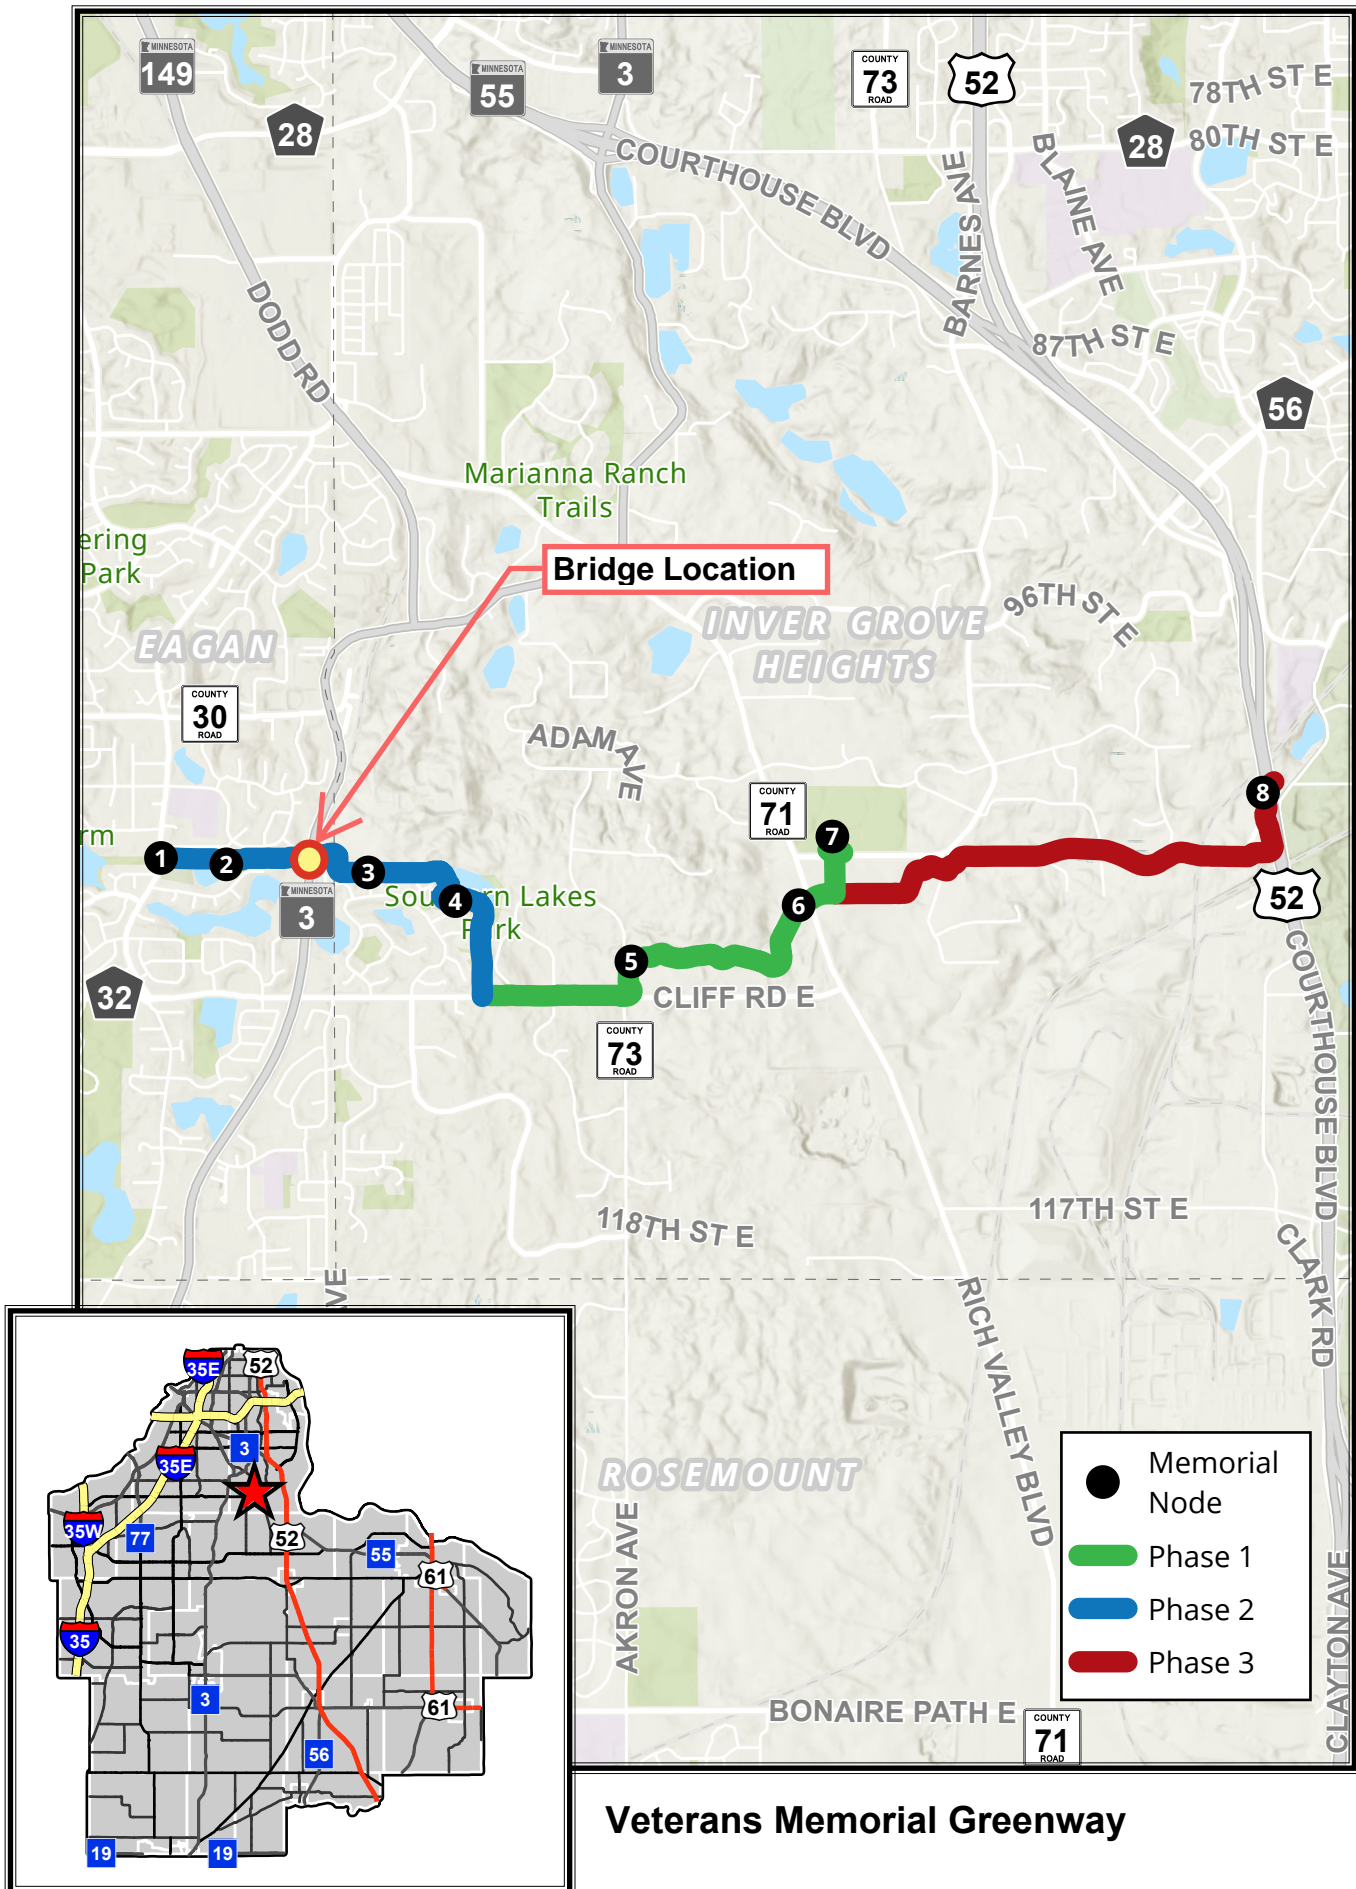 MINNESOTA
149
MINNESOTA
55
MINNESOTA
3
COUNTY
73
ROAD
52
78TH ST E
28
28
80TH ST E
COURTHOUSE BLVD
BARNES AVE
BLAINE AVE
DODD RD
87TH ST E
56
Marianna Ranch
Trails
ering
Park
Bridge Location
96TH ST E
INVER GROVE
HEIGHTS
EAGAN
COUNTY
30
ROAD
ADAM AVE
COUNTY
71
ROAD
8
rm
7
1
2
3
MINNESOTA
3
4
Southern Lakes
Park
6
52
5
CLIFF RD E
32
COUNTY
73
ROAD
COURTHOUSE BLVD
118TH ST E
117TH ST E
CLARK RD
VE
RICH VALLEY BLVD
ROSEMOUNT
AKRON AVE
CLAYTON AVE
BONAIRE PATH E
COUNTY
71
ROAD
Memorial
Node
Phase 1
Phase 2
Phase 3
35E
52
3
35E
35W
77
52
55
61
35
3
61
56
19
19
Veterans Memorial Greenway